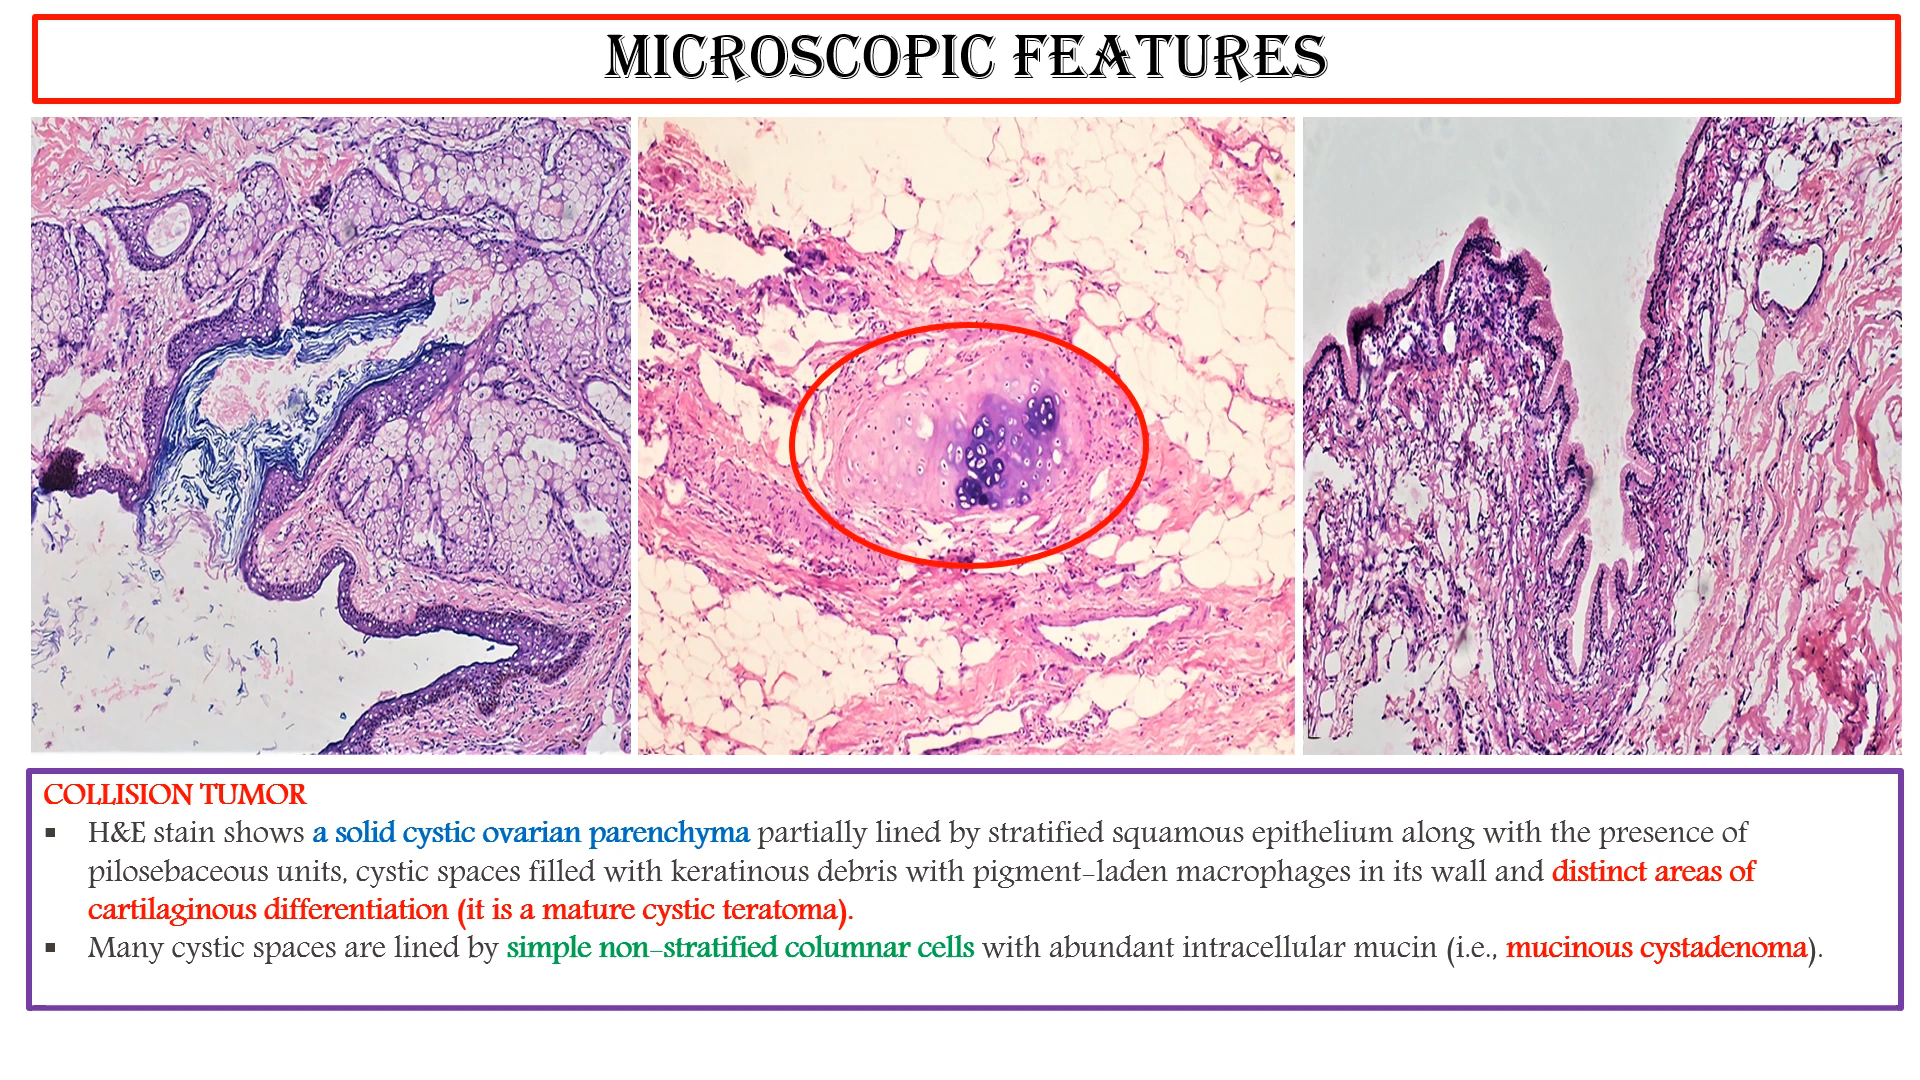 MICROSCOPIC FEATURES
COLLISION TUMOR
▪ H&E stain shows a solid cystic ovarian parenchyma partially lined by stratified squamous epithelium along with the presence of
pilosebaceous units, cystic spaces filled with keratinous debris with pigment-laden macrophages in its wall and distinct areas of
cartilaginous differentiation (it is a mature cystic teratoma).
▪ Many cystic spaces are lined by simple non-stratified columnar cells with abundant intracellular mucin (i.e., mucinous cystadenoma).